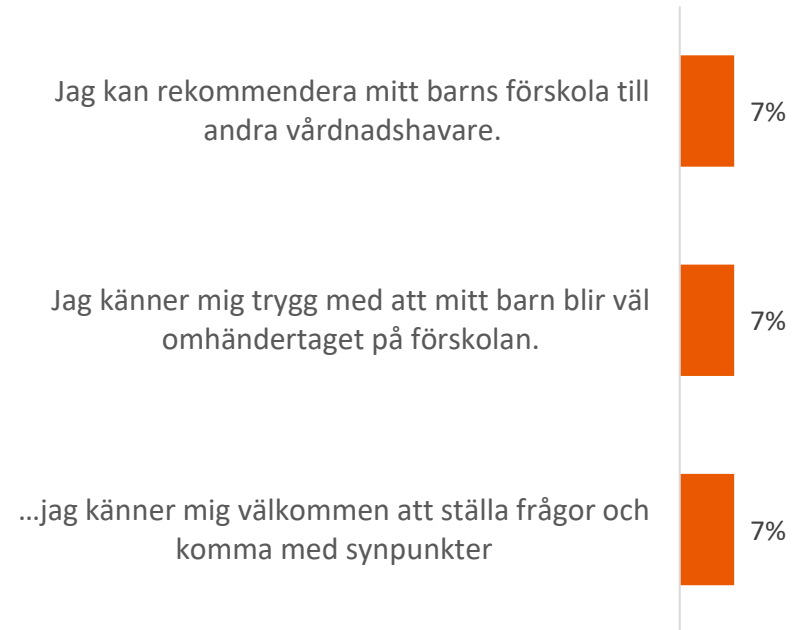 Jag kan rekommendera mitt barns förskola till
andra vårdnadshavare.
7%
Jag känner mig trygg med att mitt barn blir väl
omhändertaget på förskolan.
7%
...jag känner mig välkommen att ställa frågor och
komma med synpunkter
7%